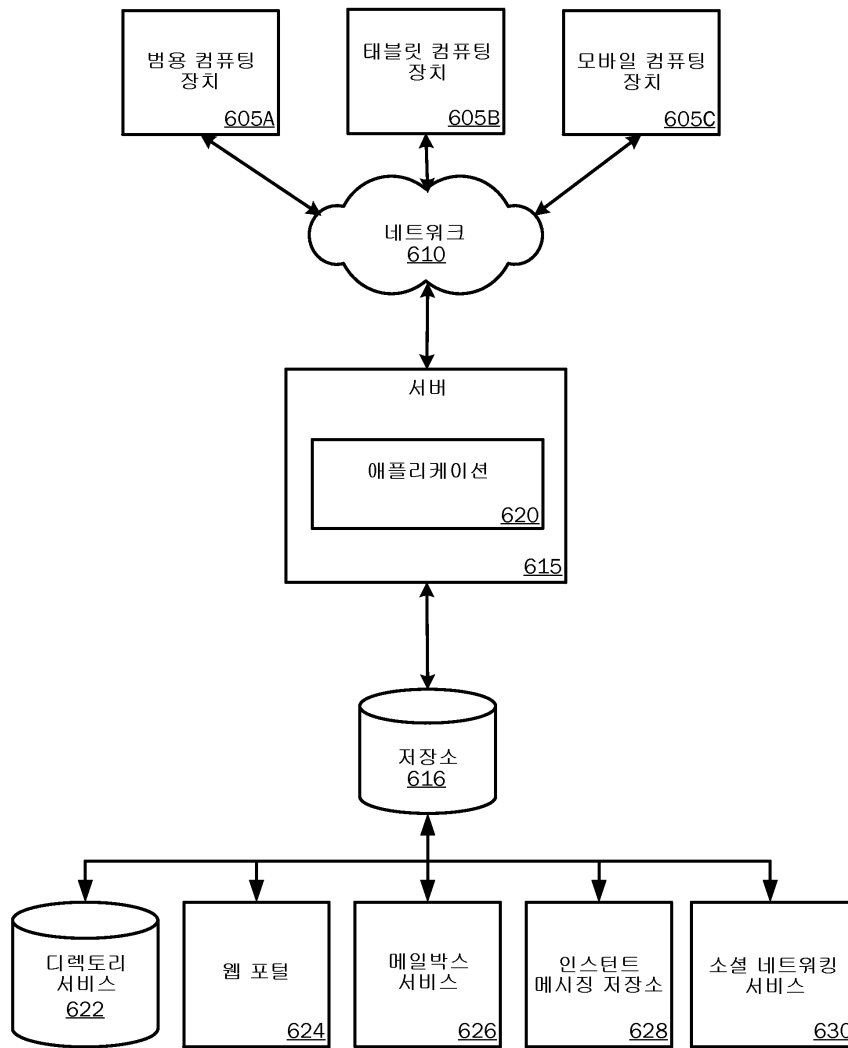 범용 컴퓨팅
장치
605A
태블릿 컴퓨팅
장치
605B
모바일 컴퓨팅
장치
605C
네트워크
610
서버
애플리케이션
620
615
저장소
616
디렉토리
서비스
622
웹 포털
624
메일박스
서비스
626
인스턴트
메시징 저장소
628
소셜 네트워킹
서비스
630